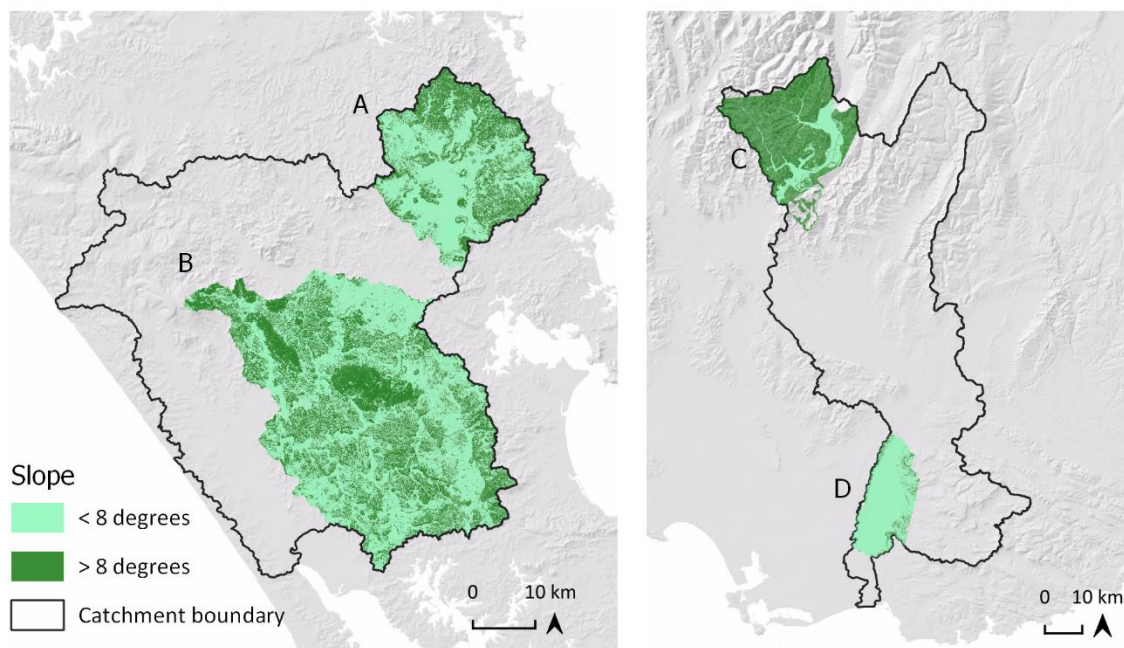 A
B
Slope
< 8 degrees
> 8 degrees
Catchment boundary
0 10 km
C
D
0 10 km